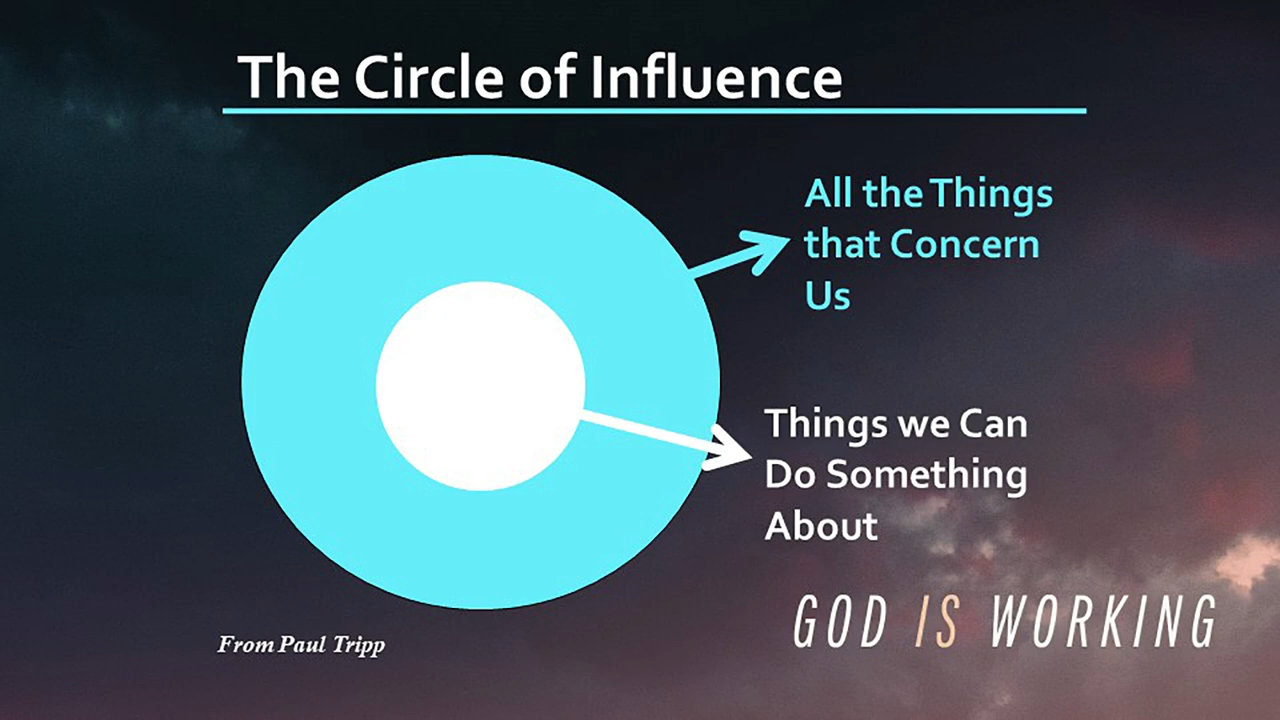 The Circle of Influence
All the Things
that Concern
Us
Things we Can
Do Something
About
GOD IS WORKING
From Paul Tripp